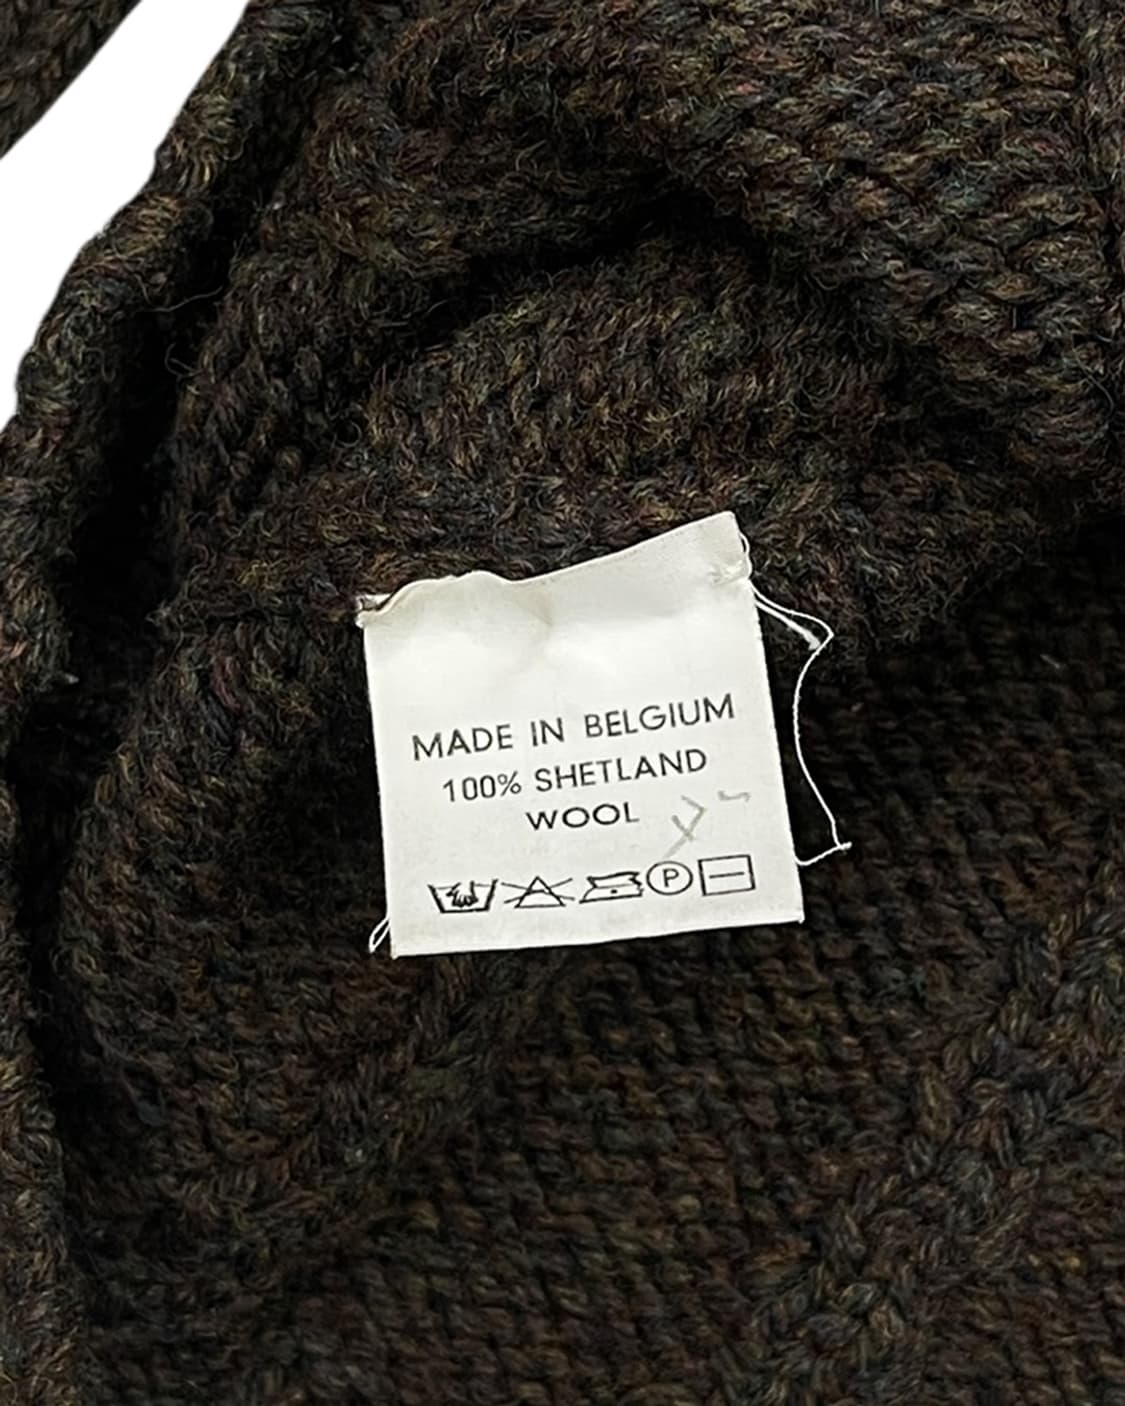 MADE IN BELGIUM
100% SHETLAND
WOOL
P